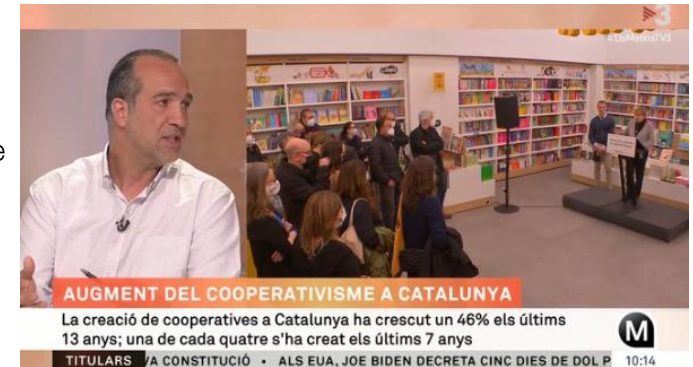 3
#ElsMatinsTV3
e
AUGMENT DEL COOPERATIVISME A CATALUNYA
La creació de cooperatives a Catalunya ha crescut un 46% els últims
13 anys; una de cada quatre s'ha creat els últims 7 anys
M
TITULARS /A CONSTITUCIÓ • ALS EUA, JOE BIDEN DECRETA CINC DIES DE DOL P 10:14